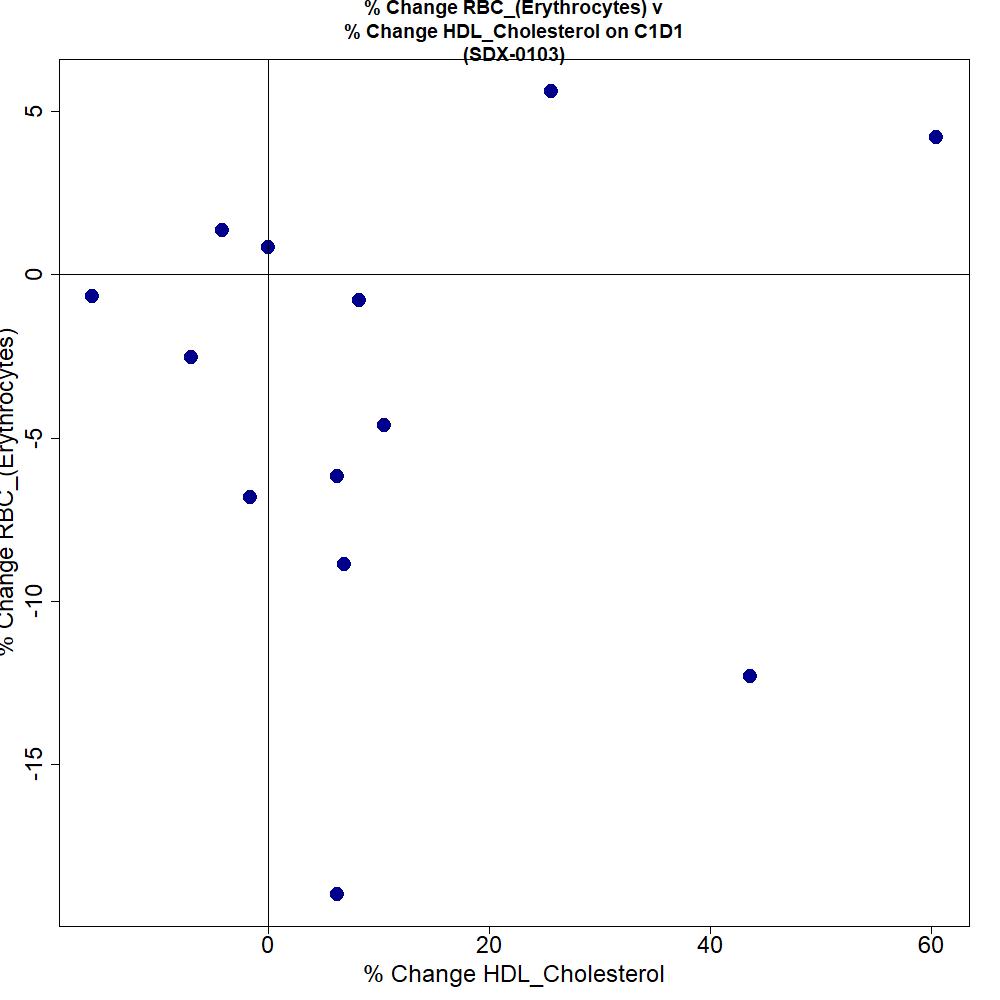 % Change RBC_(Erythrocytes) v
% Change HDL_Cholesterol on C1D1
(SDX-0103)
% Change RBC_(Erythrocytes)
5
0
-5
-10
-15
0 20 40 60
% Change HDL_Cholesterol